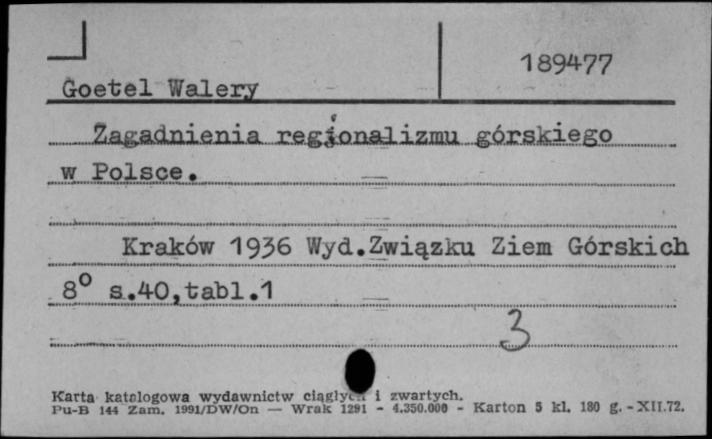 189477
Goetel Walery
Zagadnienia regionalizmu górskiego
w Polsce.
Kraków 1936 Wyd.Związku Ziem Górskich
8° s.40,tabl.1
3
Karta katalogowa wydawnictw ciągłych i zwartych.
Pu-B 144 Zam. 1991/DW/On — Wrak 1291 - 4.350.000 - Karton 5 kl. 180 g. - XII.72.